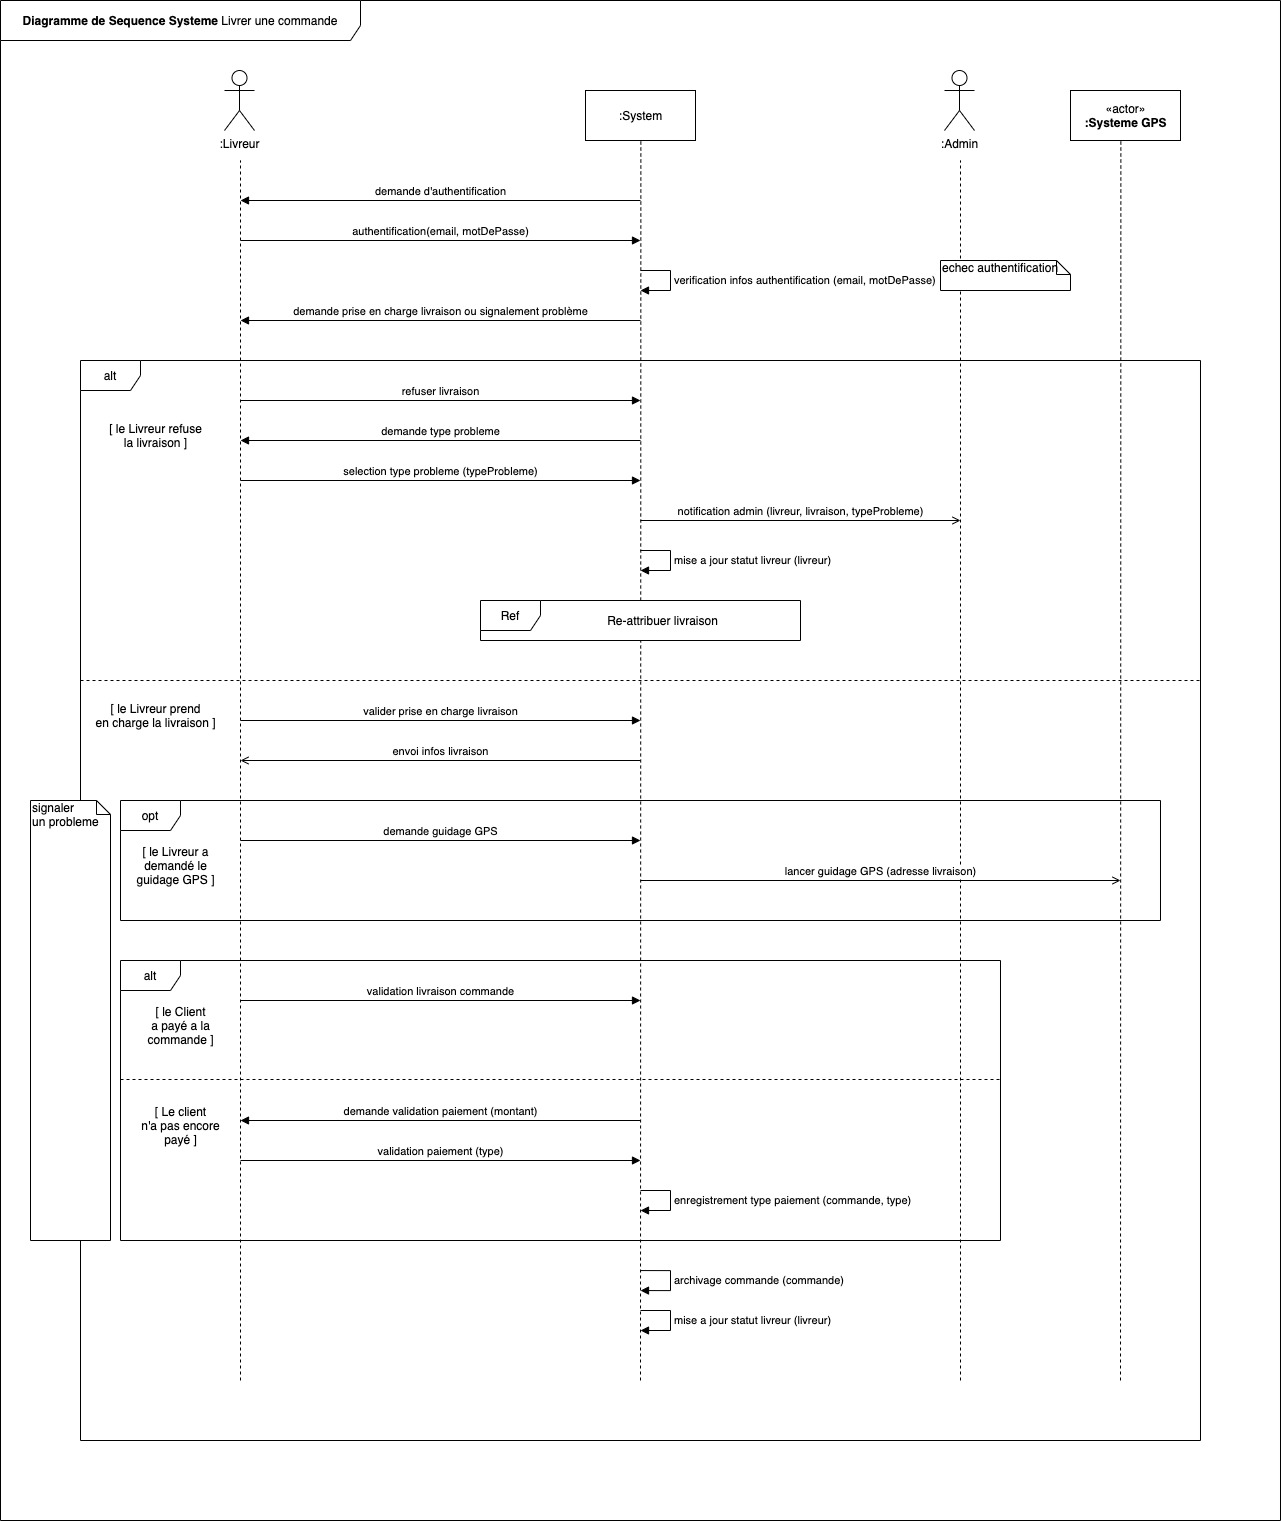 Diagramme de Sequence Systeme Livrer une commande
:Livreur
:System
:Admin
«actor»
:Systeme GPS
demande d'authentification
authentification(email, motDePasse)
verification infos authentification (email, motDePasse)
echec authentification
demande prise en charge livraison ou signalement problème
alt
refuser livraison
[ le Livreur refuse
la livraison ]
demande type probleme
selection type probleme (typeProbleme)
notification admin (livreur, livraison, typeProbleme)
mise a jour statut livreur (livreur)
Ref
Re-attribuer livraison
[ le Livreur prend
en charge la livraison ]
valider prise en charge livraison
envoi infos livraison
signaler
un probleme
opt
demande guidage GPS
[ le Livreur a
demandé le
guidage GPS ]
lancer guidage GPS (adresse livraison)
alt
validation livraison commande
[ le Client
a payé a la
commande ]
[ Le client
n'a pas encore
payé ]
demande validation paiement (montant)
validation paiement (type)
enregistrement type paiement (commande, type)
archivage commande (commande)
mise a jour statut livreur (livreur)